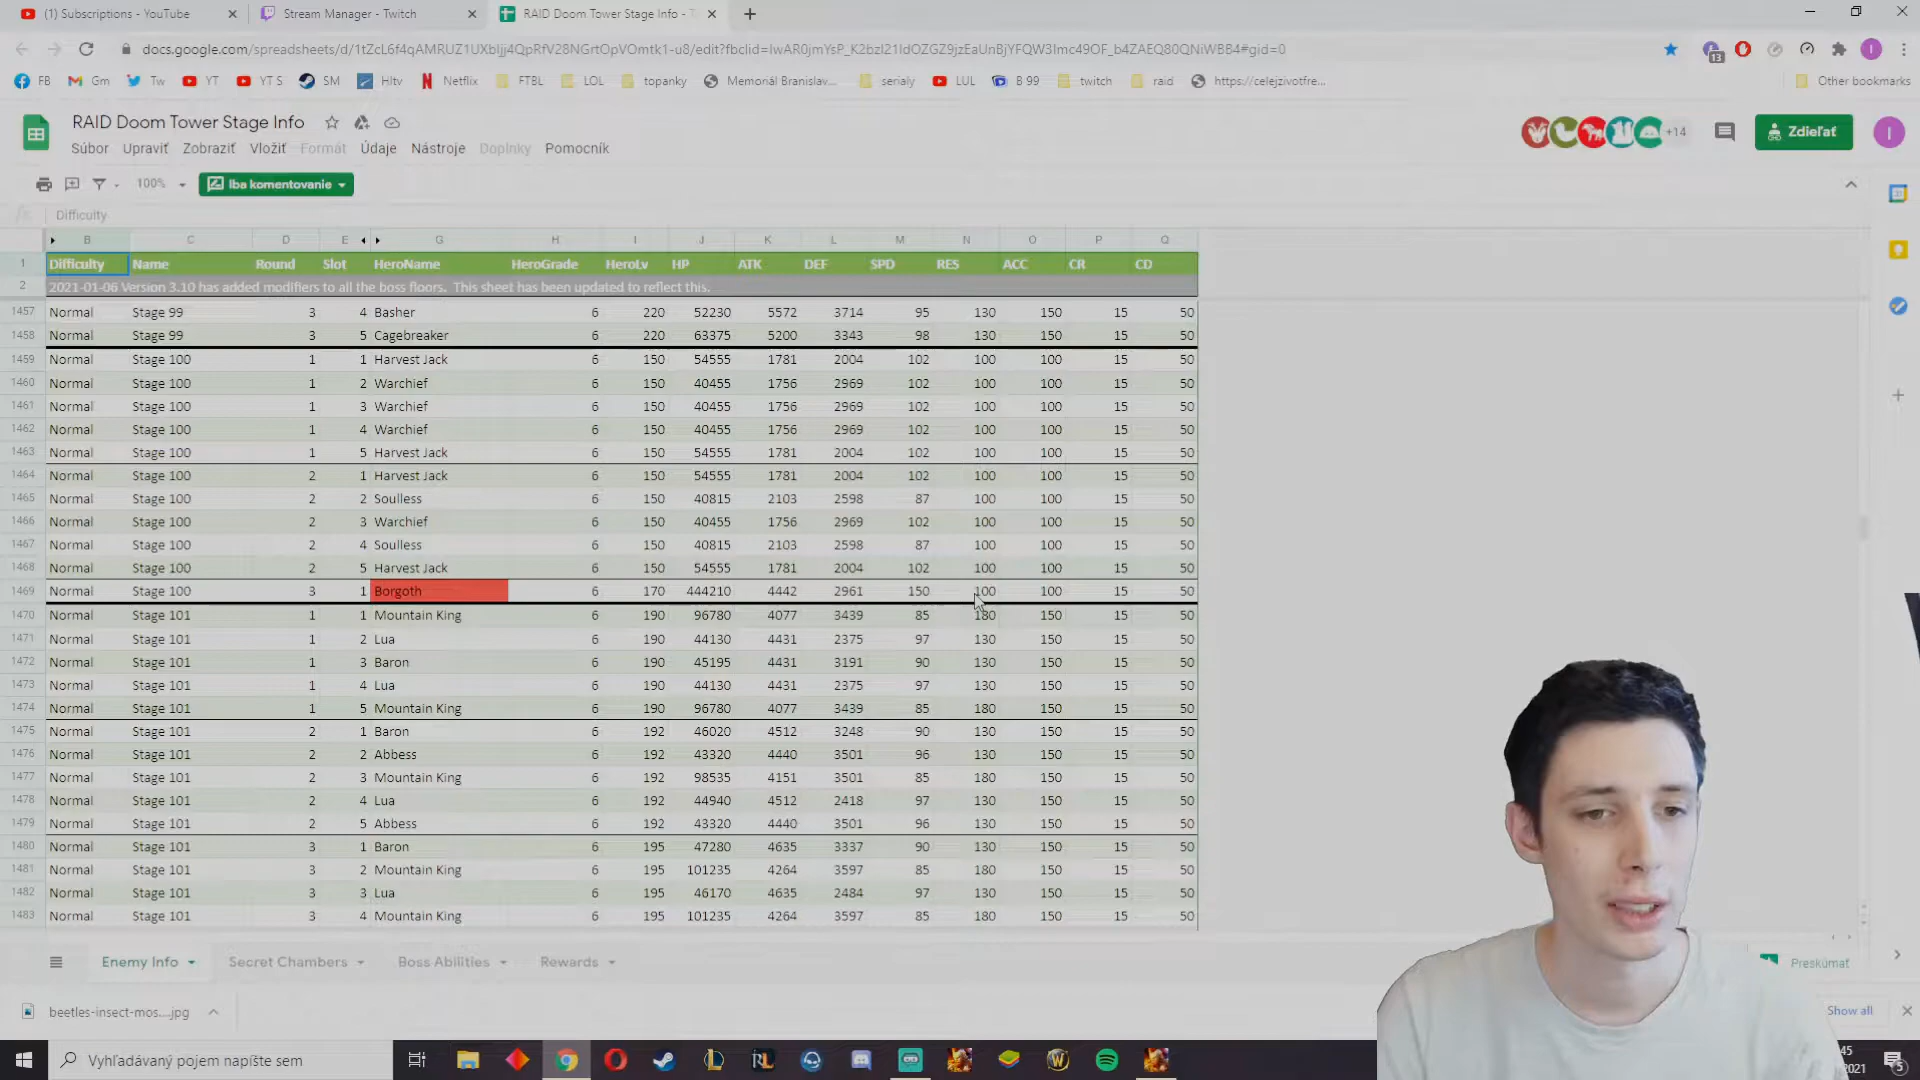 (1) Subscriptions - YouTube
Stream Manager - Twitch
RAID Doom Tower Stage Info - T
docs.google.com/spreadsheets/d/1tZcL6f4qAMRUZ1UXbljj4QpRfV28NGrtOpVOmtk1-u8/edit?fbclid=IwAR0jmYsP_K2bzl21IdOZGZ9jzEaUnBjYFQW3Imc49OF_b4ZAEQ80QNiWBB4#gid=0
13
FB Gm Tw YT YT S SM Hltv Netflix FTBL LOL topanky Memoriál Branislav... serialy LUL B 99 twitch raid https://celejzivotfre... Other bookmarks
RAID Doom Tower Stage Info
+14
Zdieľať
I
Súbor Upraviť Zobraziť Vložiť Formát Údaje Nástroje Doplnky Pomocník
100%
Iba komentovanie
fx Difficulty
B C D E G H I J K L M N O P Q
1 Difficulty Name Round Slot HeroName HeroGrade HeroLv HP ATK DEF SPD RES ACC CR CD
2 2021-01-06 Version 3.10 has added modifiers to all the boss floors. This sheet has been updated to reflect this.
1457 Normal Stage 99 3 4 Basher 6 220 52230 5572 3714 95 130 150 15 50
1458 Normal Stage 99 3 5 Cagebreaker 6 220 63375 5200 3343 98 130 150 15 50
1459 Normal Stage 100 1 1 Harvest Jack 6 150 54555 1781 2004 102 100 100 15 50
1460 Normal Stage 100 1 2 Warchief 6 150 40455 1756 2969 102 100 100 15 50
1461 Normal Stage 100 1 3 Warchief 6 150 40455 1756 2969 102 100 100 15 50
1462 Normal Stage 100 1 4 Warchief 6 150 40455 1756 2969 102 100 100 15 50
1463 Normal Stage 100 1 5 Harvest Jack 6 150 54555 1781 2004 102 100 100 15 50
1464 Normal Stage 100 2 1 Harvest Jack 6 150 54555 1781 2004 102 100 100 15 50
1465 Normal Stage 100 2 2 Soulless 6 150 40815 2103 2598 87 100 100 15 50
1466 Normal Stage 100 2 3 Warchief 6 150 40455 1756 2969 102 100 100 15 50
1467 Normal Stage 100 2 4 Soulless 6 150 40815 2103 2598 87 100 100 15 50
1468 Normal Stage 100 2 5 Harvest Jack 6 150 54555 1781 2004 102 100 100 15 50
1469 Normal Stage 100 3 1 Borgoth 6 170 444210 4442 2961 150 100 100 15 50
1470 Normal Stage 101 1 1 Mountain King 6 190 96780 4077 3439 85 180 150 15 50
1471 Normal Stage 101 1 2 Lua 6 190 44130 4431 2375 97 130 150 15 50
1472 Normal Stage 101 1 3 Baron 6 190 45195 4431 3191 90 130 150 15 50
1473 Normal Stage 101 1 4 Lua 6 190 44130 4431 2375 97 130 150 15 50
1474 Normal Stage 101 1 5 Mountain King 6 190 96780 4077 3439 85 180 150 15 50
1475 Normal Stage 101 2 1 Baron 6 192 46020 4512 3248 90 130 150 15 50
1476 Normal Stage 101 2 2 Abbess 6 192 43320 4440 3501 96 130 150 15 50
1477 Normal Stage 101 2 3 Mountain King 6 192 98535 4151 3501 85 180 150 15 50
1478 Normal Stage 101 2 4 Lua 6 192 44940 4512 2418 97 130 150 15 50
1479 Normal Stage 101 2 5 Abbess 6 192 43320 4440 3501 96 130 150 15 50
1480 Normal Stage 101 3 1 Baron 6 195 47280 4635 3337 90 130 150 15 50
1481 Normal Stage 101 3 2 Mountain King 6 195 101235 4264 3597 85 180 150 15 50
1482 Normal Stage 101 3 3 Lua 6 195 46170 4635 2484 97 130 150 15 50
1483 Normal Stage 101 3 4 Mountain King 6 195 101235 4264 3597 85 180 150 15 50
Enemy Info Secret Chambers Boss Abilities Rewards
Preskúmať
beetles-insect-mos....jpg
Show all
Vyhľadávaný pojem napíšte sem
45
2021
5